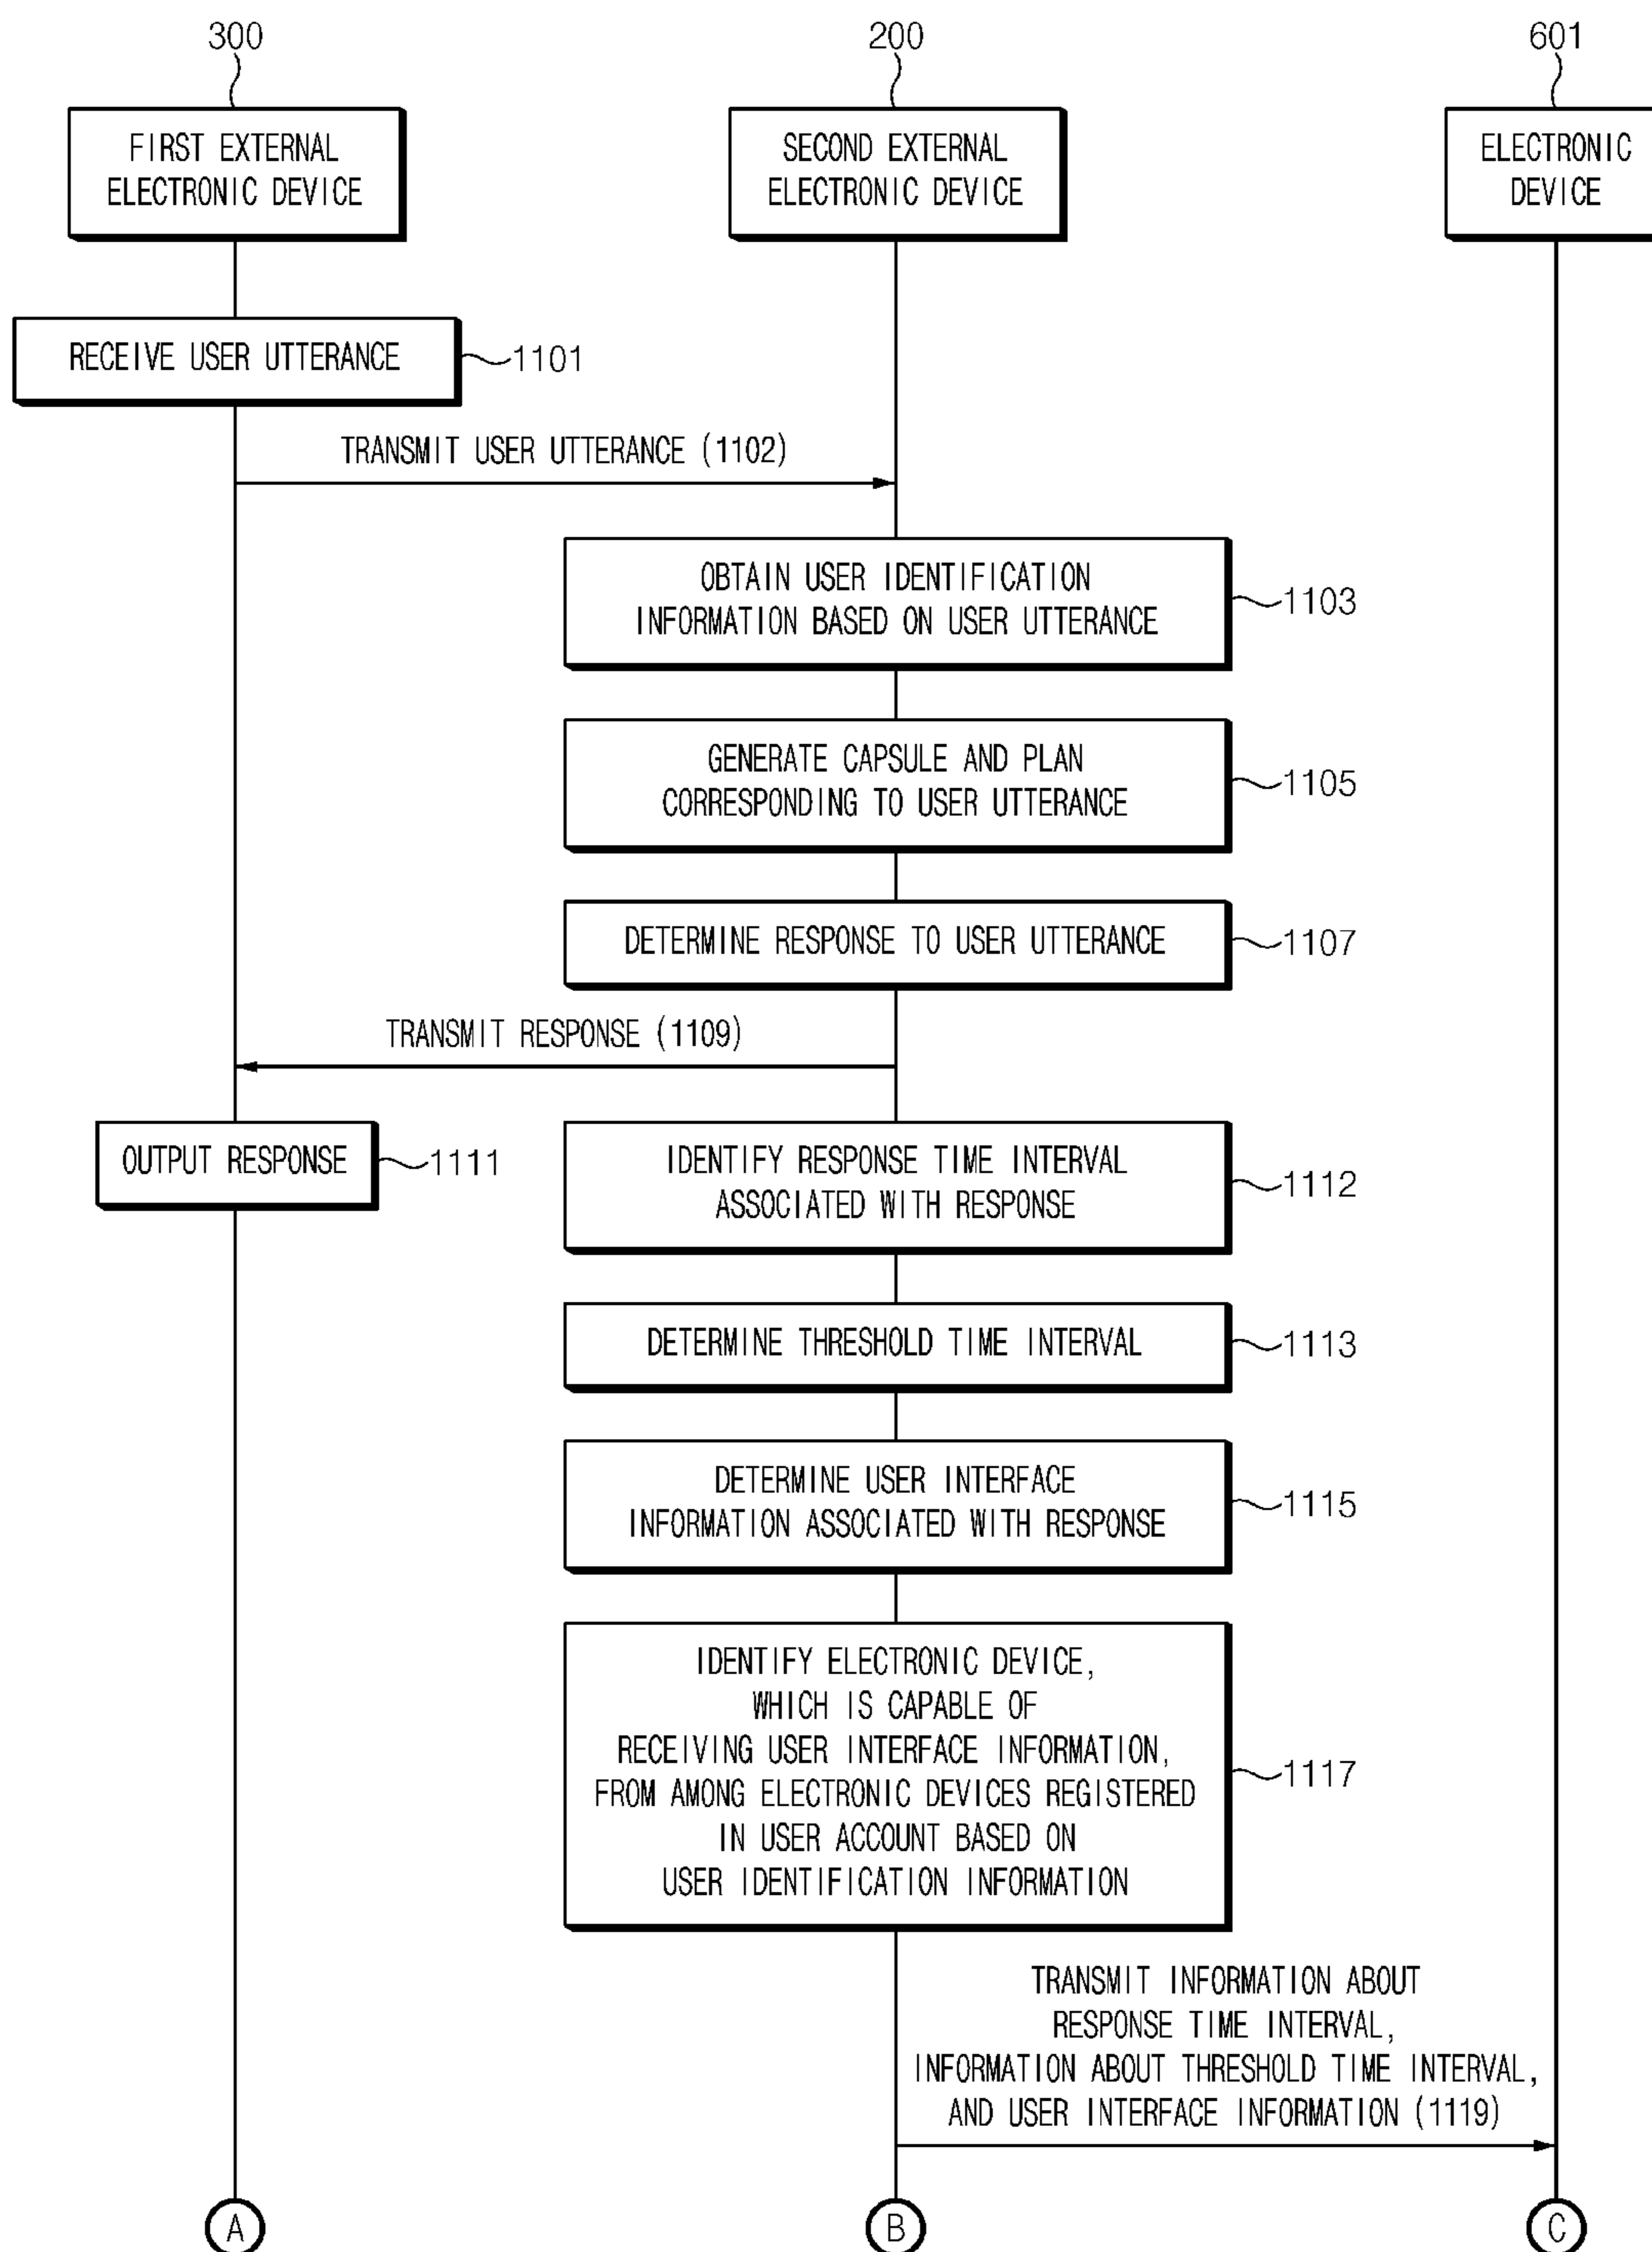 300
200
601
FIRST EXTERNAL
ELECTRONIC DEVICE
SECOND EXTERNAL
ELECTRONIC DEVICE
ELECTRONIC
DEVICE
RECEIVE USER UTTERANCE
1101
TRANSMIT USER UTTERANCE (1102)
OBTAIN USER IDENTIFICATION
INFORMATION BASED ON USER UTTERANCE
1103
GENERATE CAPSULE AND PLAN
CORRESPONDING TO USER UTTERANCE
1105
DETERMINE RESPONSE TO USER UTTERANCE
1107
TRANSMIT RESPONSE (1109)
OUTPUT RESPONSE
1111
IDENTIFY RESPONSE TIME INTERVAL
ASSOCIATED WITH RESPONSE
1112
DETERMINE THRESHOLD TIME INTERVAL
1113
DETERMINE USER INTERFACE
INFORMATION ASSOCIATED WITH RESPONSE
1115
IDENTIFY ELECTRONIC DEVICE,
WHICH IS CAPABLE OF
RECEIVING USER INTERFACE INFORMATION,
FROM AMONG ELECTRONIC DEVICES REGISTERED
IN USER ACCOUNT BASED ON
USER IDENTIFICATION INFORMATION
1117
TRANSMIT INFORMATION ABOUT
RESPONSE TIME INTERVAL,
INFORMATION ABOUT THRESHOLD TIME INTERVAL,
AND USER INTERFACE INFORMATION (1119)
A
B
C